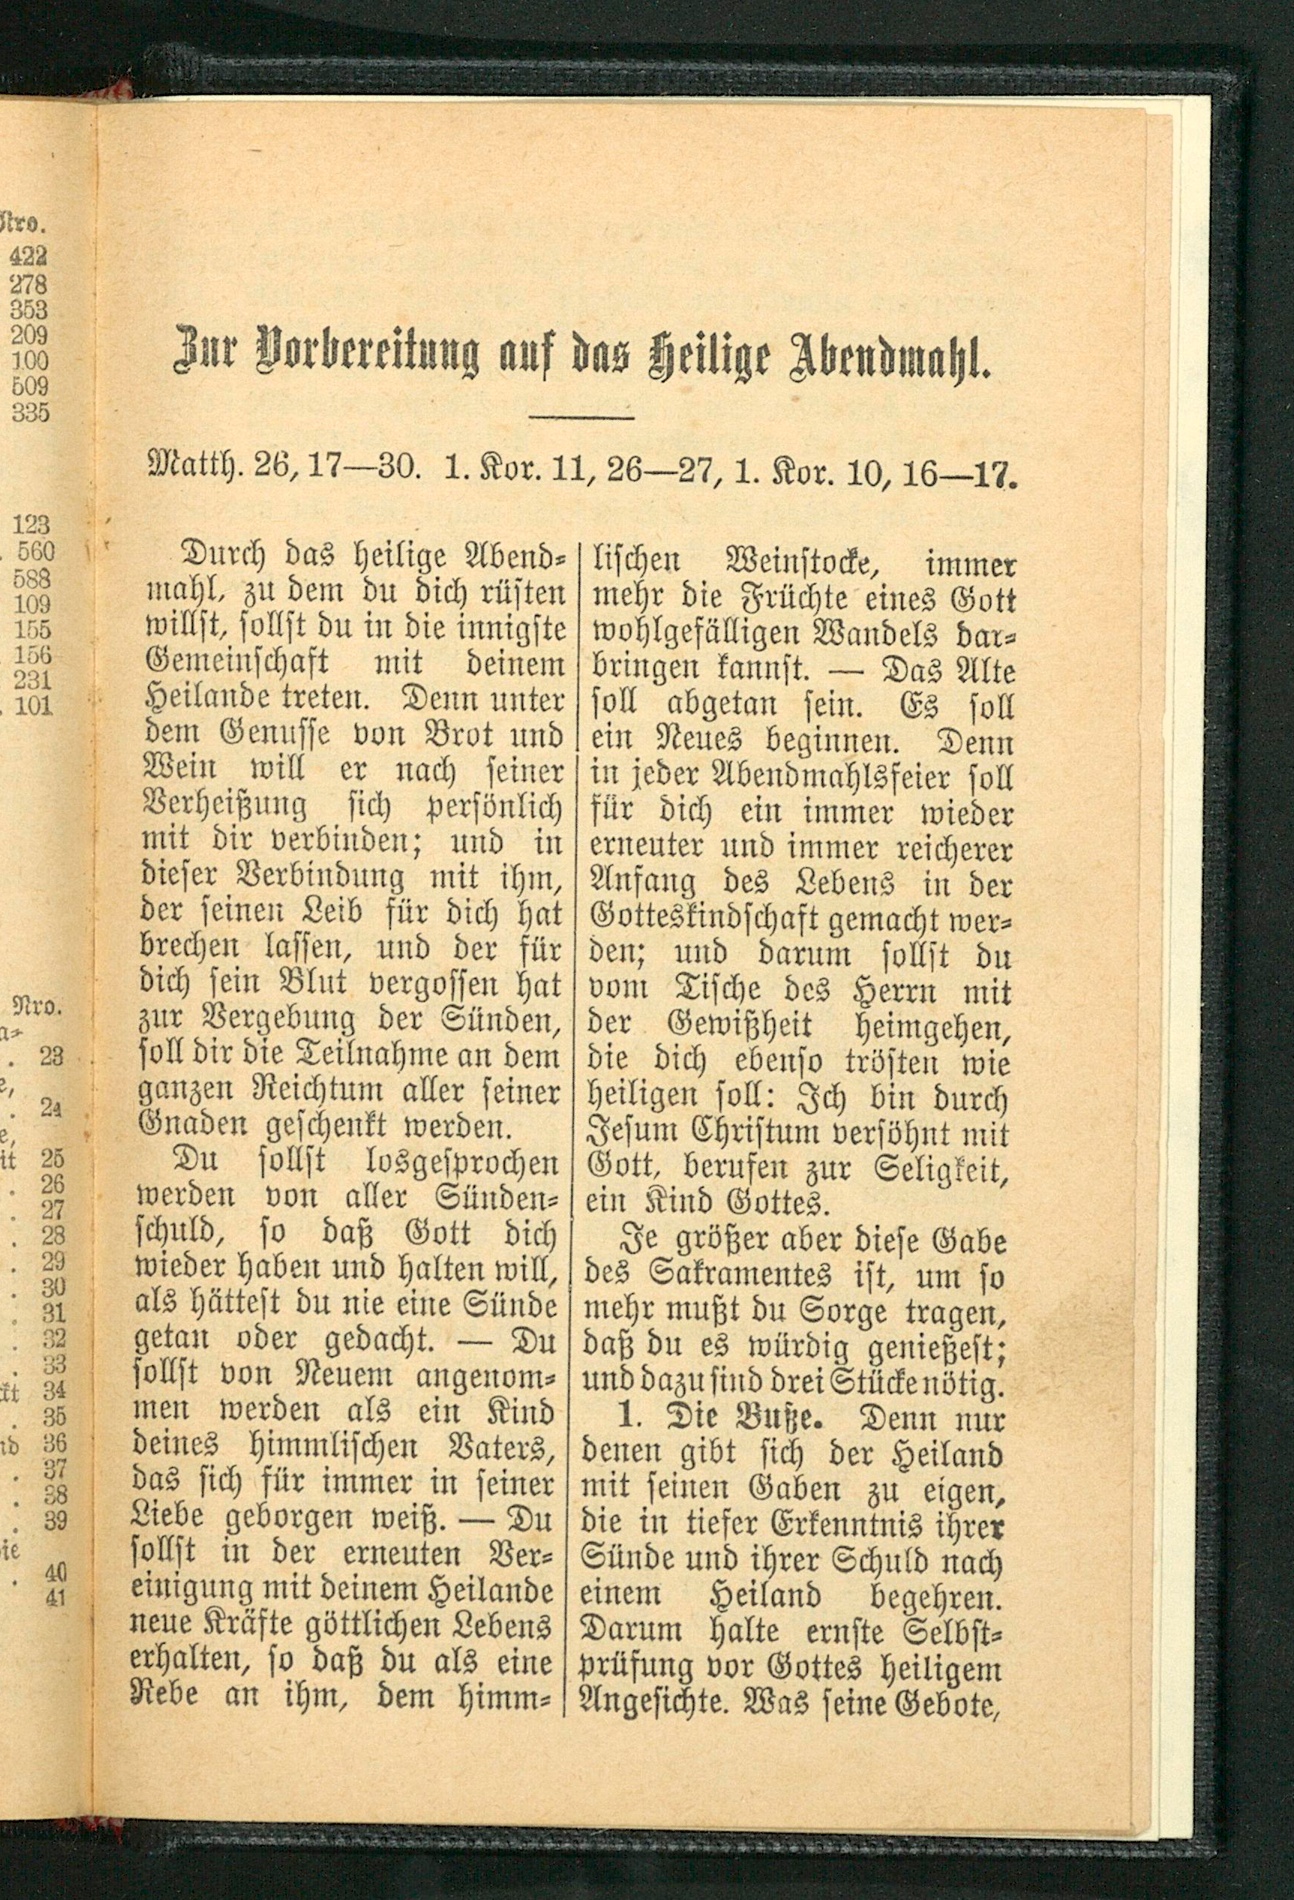 Nro.
422
278
353
209
100
509
335
123
. 560
588
109
155
156
231
. 101
Nro.
. 23
. 24
25
. 26
. 27
. 28
. 29
. 30
. 31
. 32
. 33
34
. 35
36
. 37
. 38
. 39
. 40
41
Zur Vorbereitung auf das Heilige Abendmahl.
Matth. 26, 17—30. 1. Kor. 11, 26—27, 1. Kor. 10, 16—17.
Durch das heilige Abend-
mahl, zu dem du dich rüsten
willst, sollst du in die innigste
Gemeinschaft mit deinem
Heilande treten. Denn unter
dem Genusse von Brot und
Wein will er nach seiner
Verheißung sich persönlich
mit dir verbinden; und in
dieser Verbindung mit ihm,
der seinen Leib für dich hat
brechen lassen, und der für
dich sein Blut vergossen hat
zur Vergebung der Sünden,
soll dir die Teilnahme an dem
ganzen Reichtum aller seiner
Gnaden geschenkt werden.
Du sollst losgesprochen
werden von aller Sünden-
schuld, so daß Gott dich
wieder haben und halten will,
als hättest du nie eine Sünde
getan oder gedacht. — Du
sollst von Neuem angenom-
men werden als ein Kind
deines himmlischen Vaters,
das sich für immer in seiner
Liebe geborgen weiß. — Du
sollst in der erneuten Ver-
einigung mit deinem Heilande
neue Kräfte göttlichen Lebens
erhalten, so daß du als eine
Rebe an ihm, dem himm-
lischen Weinstocke, immer
mehr die Früchte eines Gott
wohlgefälligen Wandels dar-
bringen kannst. — Das Alte
soll abgetan sein. Es soll
ein Neues beginnen. Denn
in jeder Abendmahlsfeier soll
für dich ein immer wieder
erneuter und immer reicherer
Anfang des Lebens in der
Gotteskindschaft gemacht wer-
den; und darum sollst du
vom Tische des Herrn mit
der Gewißheit heimgehen,
die dich ebenso trösten wie
heiligen soll: Ich bin durch
Jesum Christum versöhnt mit
Gott, berufen zur Seligkeit,
ein Kind Gottes.
Je größer aber diese Gabe
des Sakramentes ist, um so
mehr mußt du Sorge tragen,
daß du es würdig genießest;
und dazu sind drei Stücke nötig.
1. Die Buße. Denn nur
denen gibt sich der Heiland
mit seinen Gaben zu eigen,
die in tiefer Erkenntnis ihrer
Sünde und ihrer Schuld nach
einem Heiland begehren.
Darum halte ernste Selbst-
prüfung vor Gottes heiligem
Angesichte. Was seine Gebote,